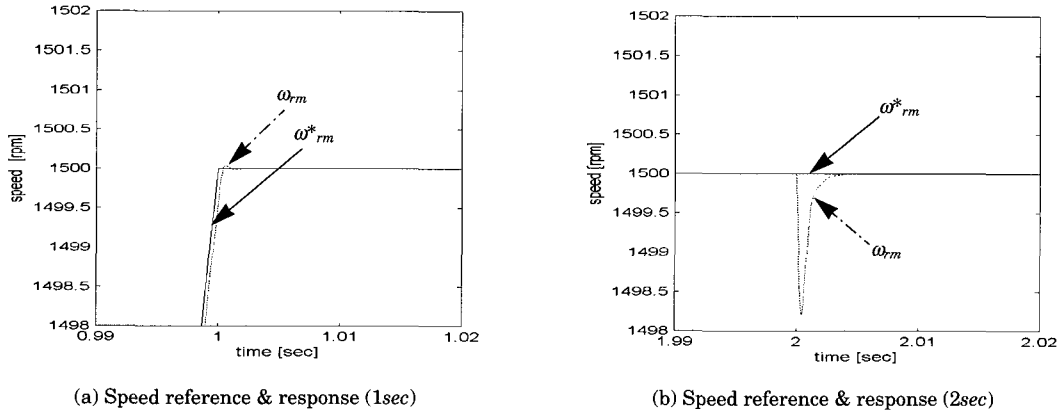 1502
1501.5
1501
1500.5
1500
1499.5
1499
1498.5
1498
speed [rpm]
ω_rm
ω*_rm
0.99
1
1.01
1.02
time [sec]
(a) Speed reference & response (1sec)
1502
1501.5
1501
1500.5
1500
1499.5
1499
1498.5
1498
speed [rpm]
ω*_rm
ω_rm
1.99
2
2.01
2.02
time [sec]
(b) Speed reference & response (2sec)